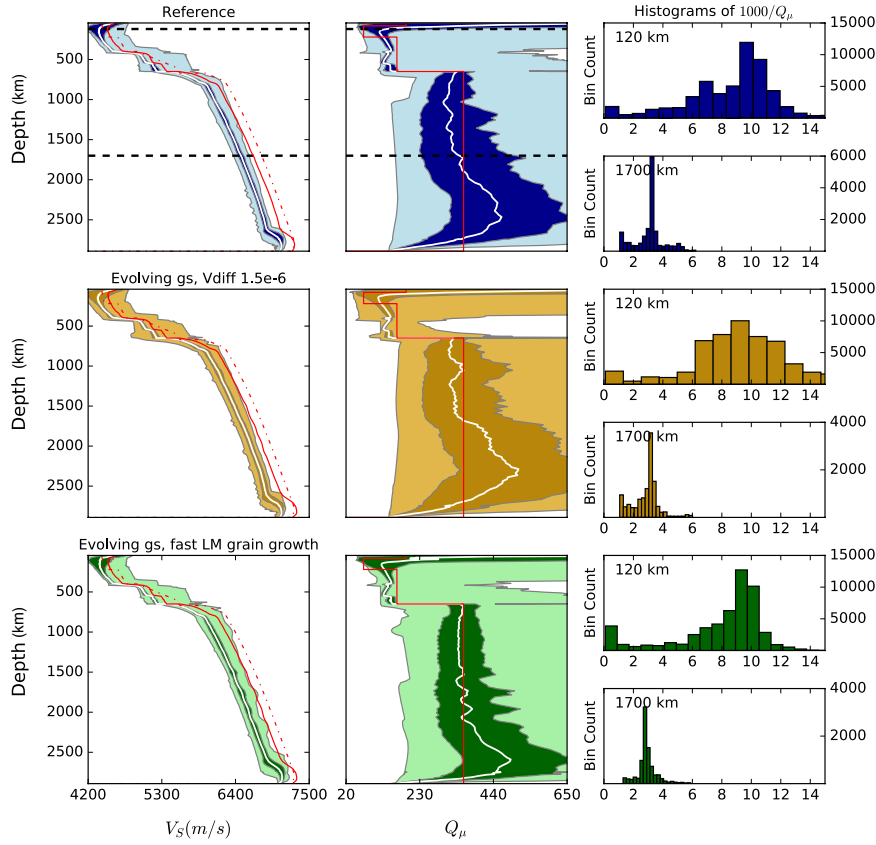 Reference
Histograms of 1000/Q_μ
500
1000
1500
2000
2500
Depth (km)
120 km
Bin Count
15000
10000
5000
0 2 4 6 8 10 12 14
1700 km
Bin Count
6000
4000
2000
0 2 4 6 8 10 12 14
Evolving gs, Vdiff 1.5e-6
500
1000
1500
2000
2500
Depth (km)
120 km
Bin Count
15000
10000
5000
0 2 4 6 8 10 12 14
1700 km
Bin Count
4000
2000
0 2 4 6 8 10 12 14
Evolving gs, fast LM grain growth
500
1000
1500
2000
2500
Depth (km)
4200 5300 6400 7500
V_S(m/s)
20 230 440 650
Q_μ
120 km
Bin Count
15000
10000
5000
0 2 4 6 8 10 12 14
1700 km
Bin Count
4000
2000
0 2 4 6 8 10 12 14